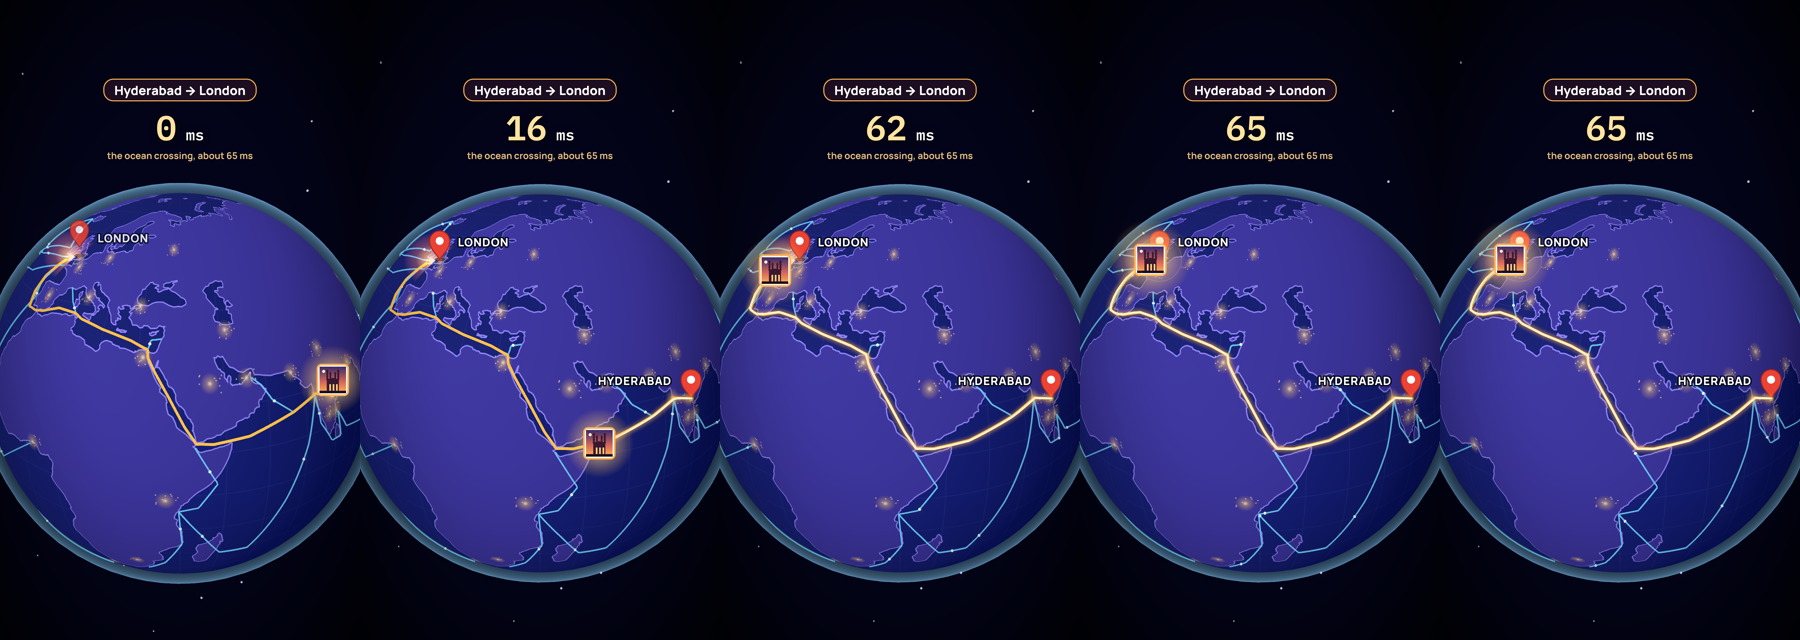 Hyderabad → London
0 ms
the ocean crossing, about 65 ms
LONDON
Hyderabad → London
16 ms
the ocean crossing, about 65 ms
LONDON
HYDERABAD
Hyderabad → London
62 ms
the ocean crossing, about 65 ms
LONDON
HYDERABAD
Hyderabad → London
65 ms
the ocean crossing, about 65 ms
LONDON
HYDERABAD
Hyderabad → London
65 ms
the ocean crossing, about 65 ms
LONDON
HYDERABAD